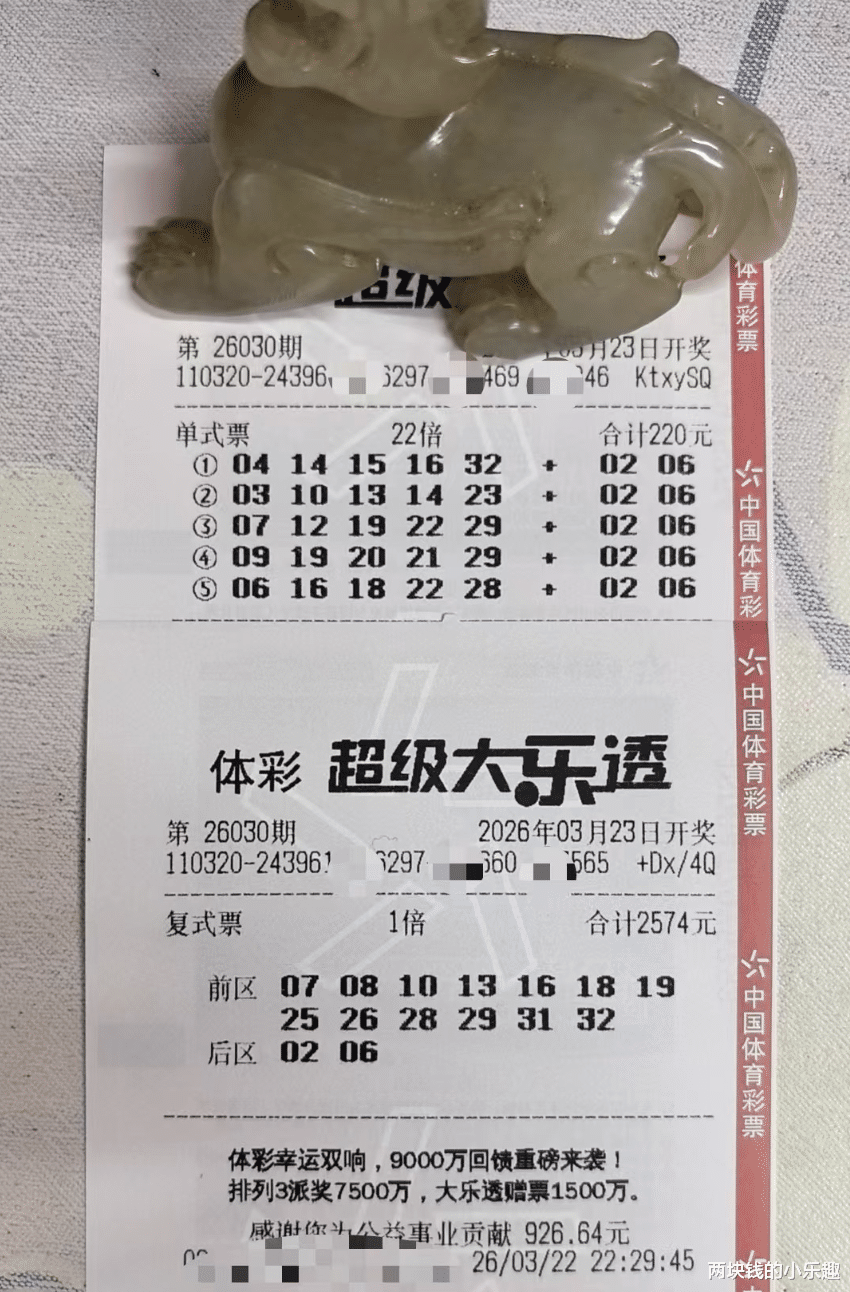 超级
体育彩票
第 26030期 月23日开奖
110320-24396 6297 469 46 KtxySQ
单式票 22倍 合计220元
① 04 14 15 16 32 + 02 06
② 03 10 13 14 23 + 02 06
③ 07 12 19 22 29 + 02 06
④ 09 19 20 21 29 + 02 06
⑤ 06 16 18 22 28 + 02 06
中国体育彩
中国体育彩票
体彩 超级大乐透
第 26030期 2026年03月23日开奖
110320-243961 6297 660 565 +Dx/4Q
复式票 1倍 合计2574元
前区 07 08 10 13 16 18 19
25 26 28 29 31 32
后区 02 06
中国体育彩票
体彩幸运双响，9000万回馈重磅来袭！
排列3派奖7500万，大乐透赠票1500万。
感谢您为公益事业贡献 926.64元
26/03/22 22:29:45
两块钱的小乐趣